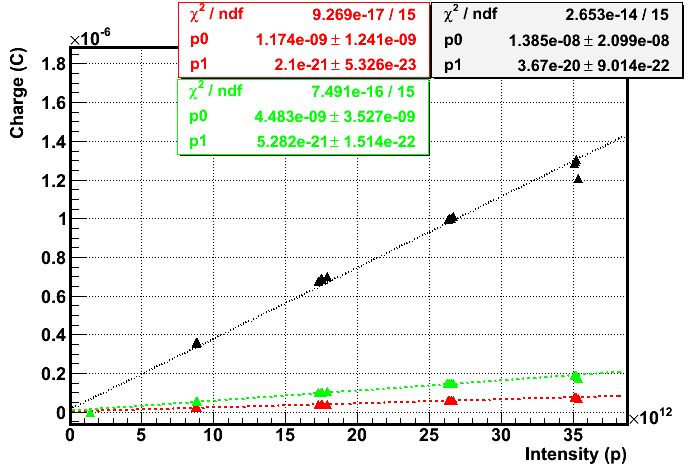 ×10⁻⁶
Charge (C)
χ² / ndf 9.269e-17 / 15
p0 1.174e-09 ± 1.241e-09
p1 2.1e-21 ± 5.326e-23
χ² / ndf 2.653e-14 / 15
p0 1.385e-08 ± 2.099e-08
p1 3.67e-20 ± 9.014e-22
χ² / ndf 7.491e-16 / 15
p0 4.483e-09 ± 3.527e-09
p1 5.282e-21 ± 1.514e-22
1.8
1.6
1.4
1.2
1
0.8
0.6
0.4
0.2
0
0 5 10 15 20 25 30 35
×10¹²
Intensity (p)